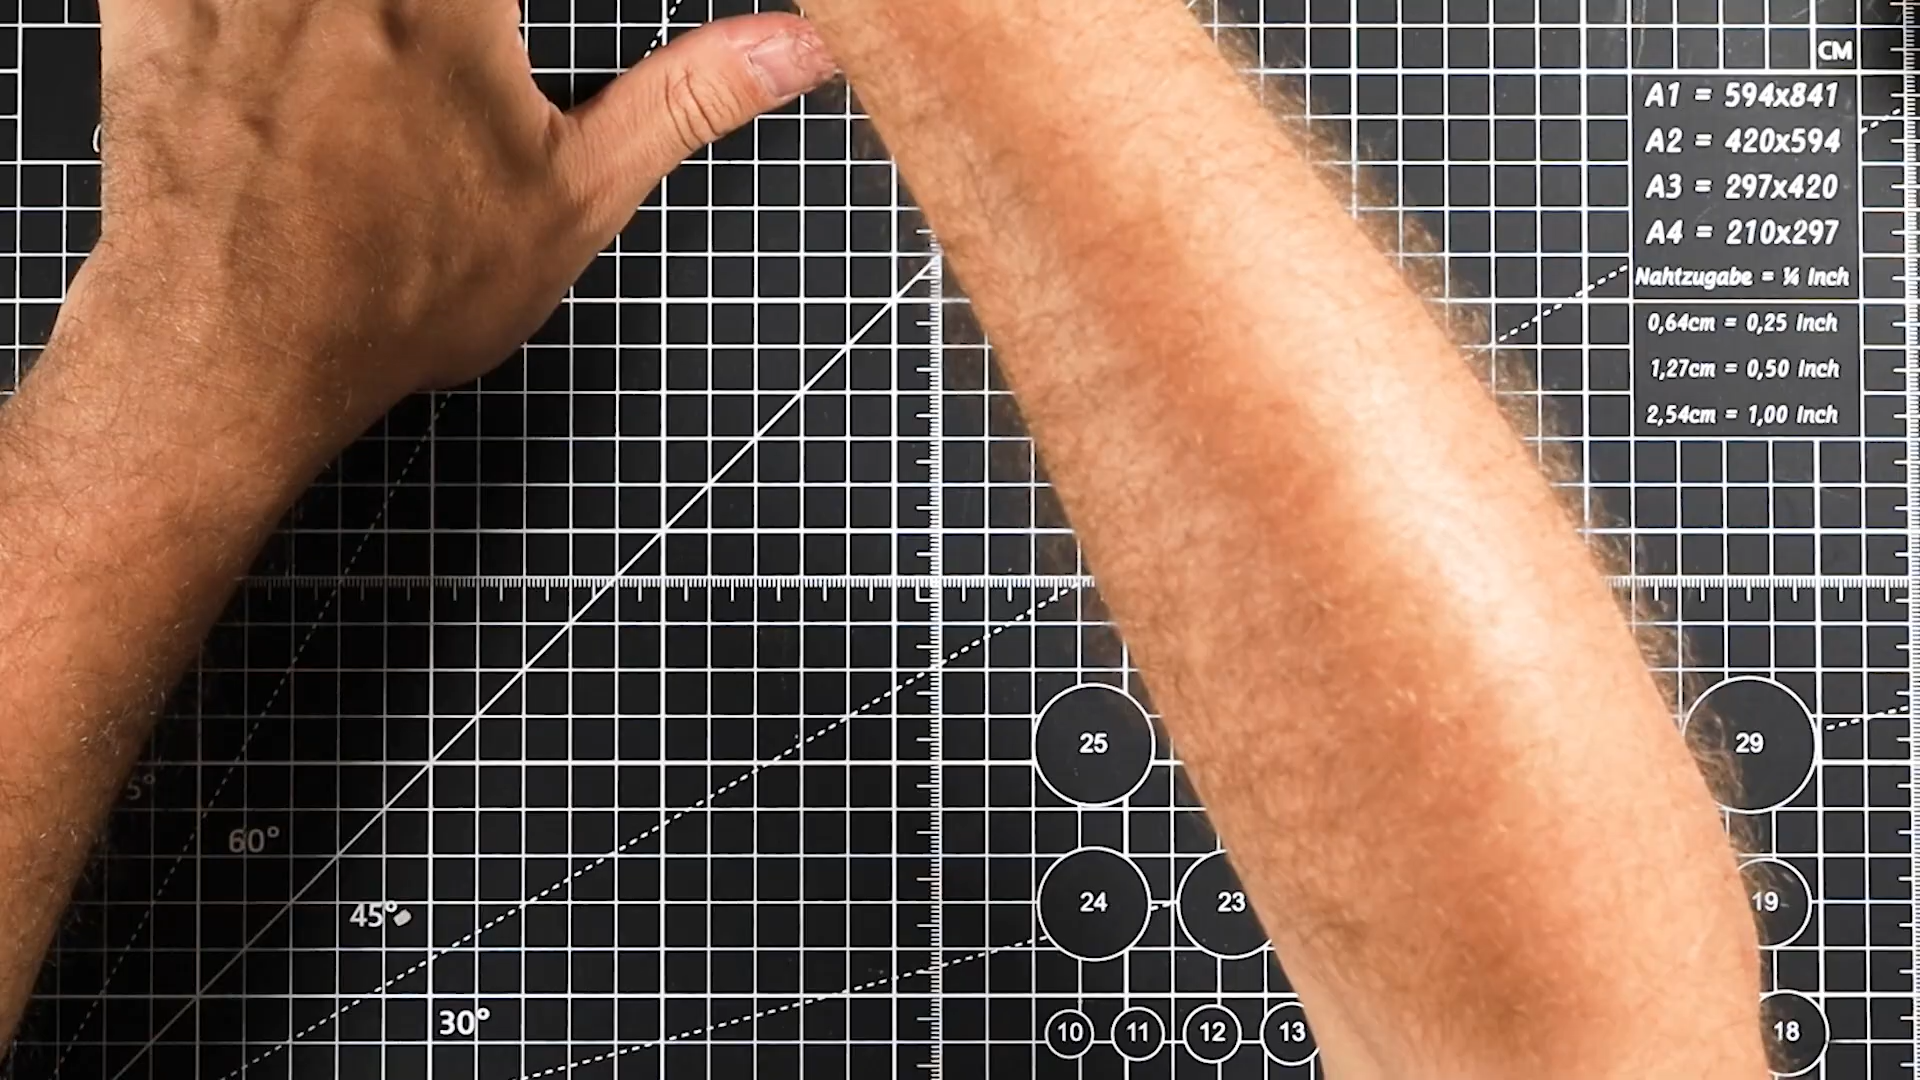 CM
A1 = 594x841
A2 = 420x594
A3 = 297x420
A4 = 210x297
Nahtzugabe = ¼ Inch
0,64cm = 0,25 Inch
1,27cm = 0,50 Inch
2,54cm = 1,00 Inch
25
29
5°
60°
45°
24
23
19
30°
10
11
12
13
18